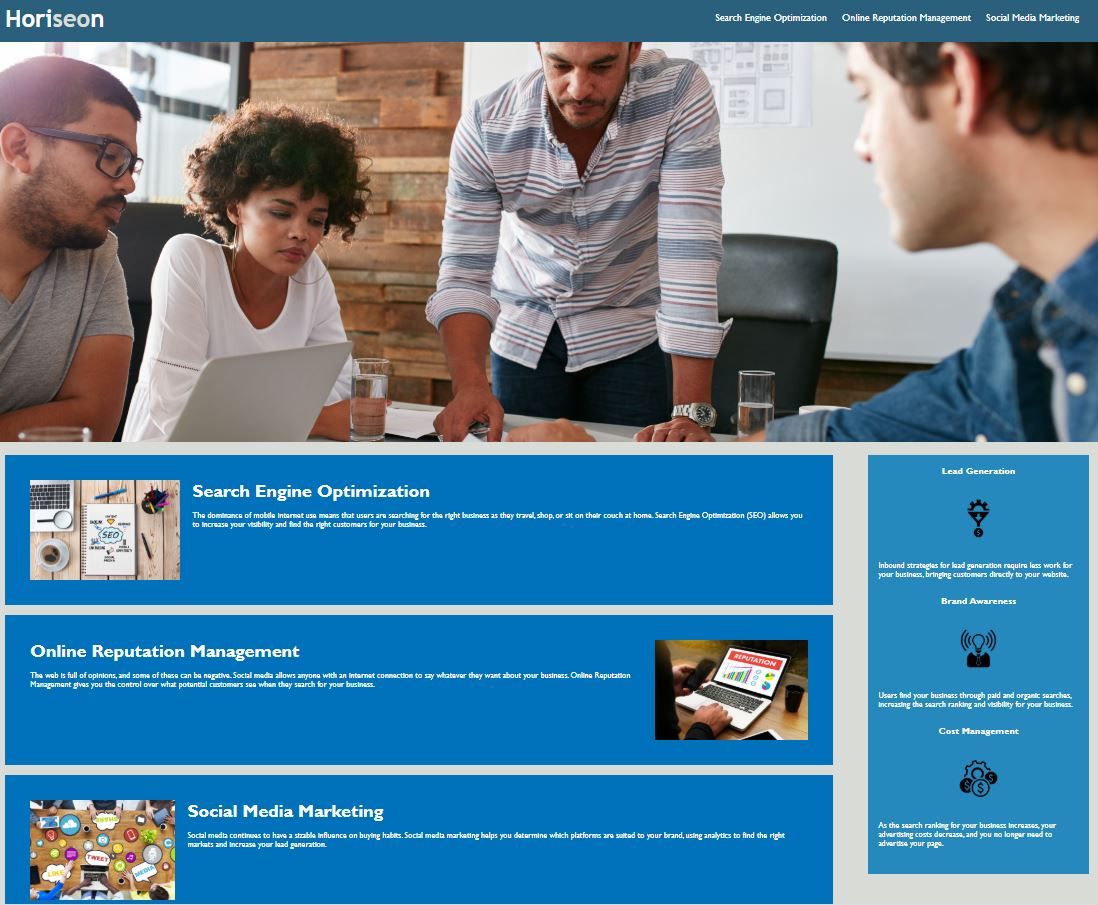 Horiseon
Search Engine Optimization
Online Reputation Management
Social Media Marketing
Search Engine Optimization
The dominance of mobile internet use means that users are searching for the right business as they travel, shop, or sit on their couch at home. Search Engine Optimization (SEO) allows you
to increase your visibility and find the right customers for your business.
SEO
Online Reputation Management
The web is full of opinions, and some of these can be negative. Social media allows anyone with an internet connection to say whatever they want about your business. Online Reputation
Management gives you the control over what potential customers see when they search for your business.
REPUTATION
Social Media Marketing
Social media continues to have a sizable influence on buying habits. Social media marketing helps you determine which platforms are suited to your brand, using analytics to find the right
markets and increase your lead generation.
SHARE
TWEET
LIKE
MEDIA
Lead Generation
Inbound strategies for lead generation require less work for
your business, bringing customers directly to your website.
Brand Awareness
Users find your business through paid and organic searches,
increasing the search ranking and visibility for your business.
Cost Management
As the search ranking for your business increases, your
advertising costs decrease, and you no longer need to
advertise your page.